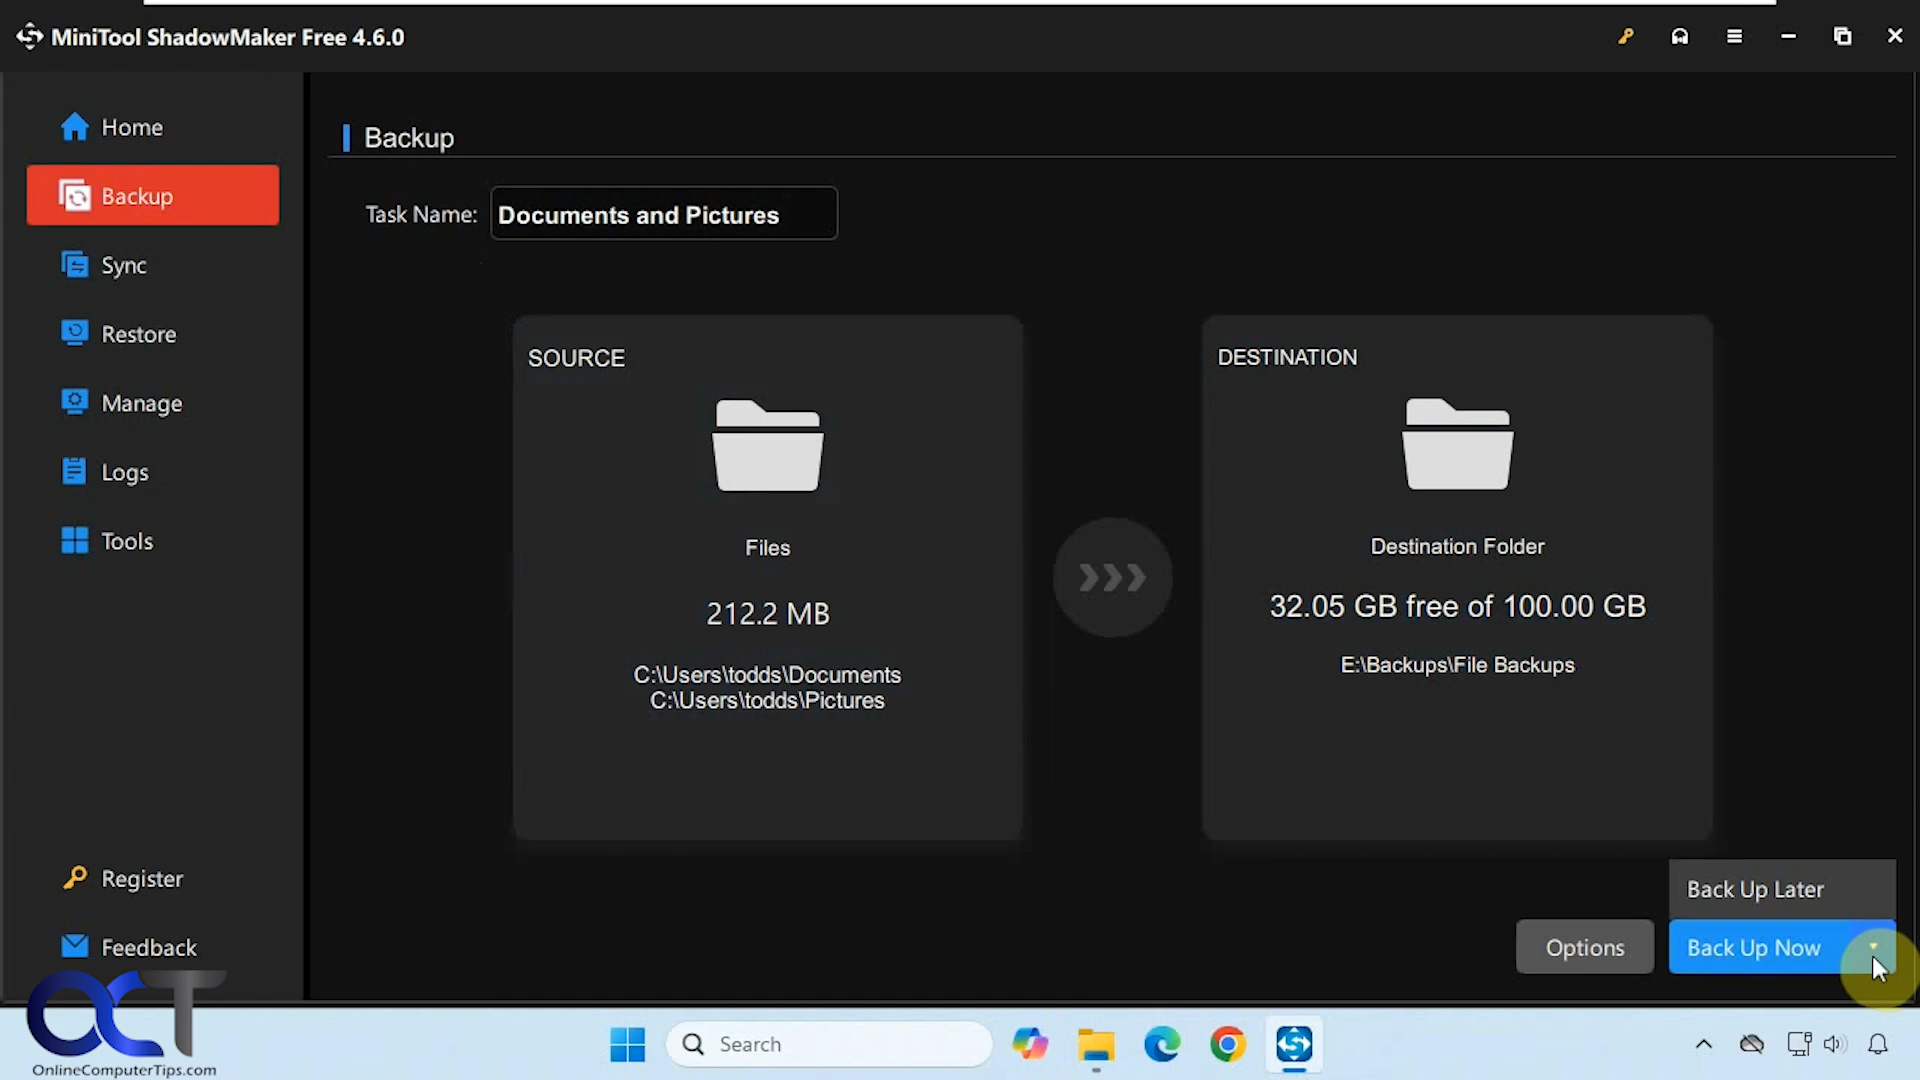 MiniTool ShadowMaker Free 4.6.0
Home
Backup
Sync
Restore
Manage
Logs
Tools
Register
Feedback
Backup
Task Name: Documents and Pictures
SOURCE
Files
212.2 MB
C:\Users\todds\Documents
C:\Users\todds\Pictures
DESTINATION
Destination Folder
32.05 GB free of 100.00 GB
E:\Backups\File Backups
Back Up Later
Options
Back Up Now
OCT
OnlineComputerTips.com
Search